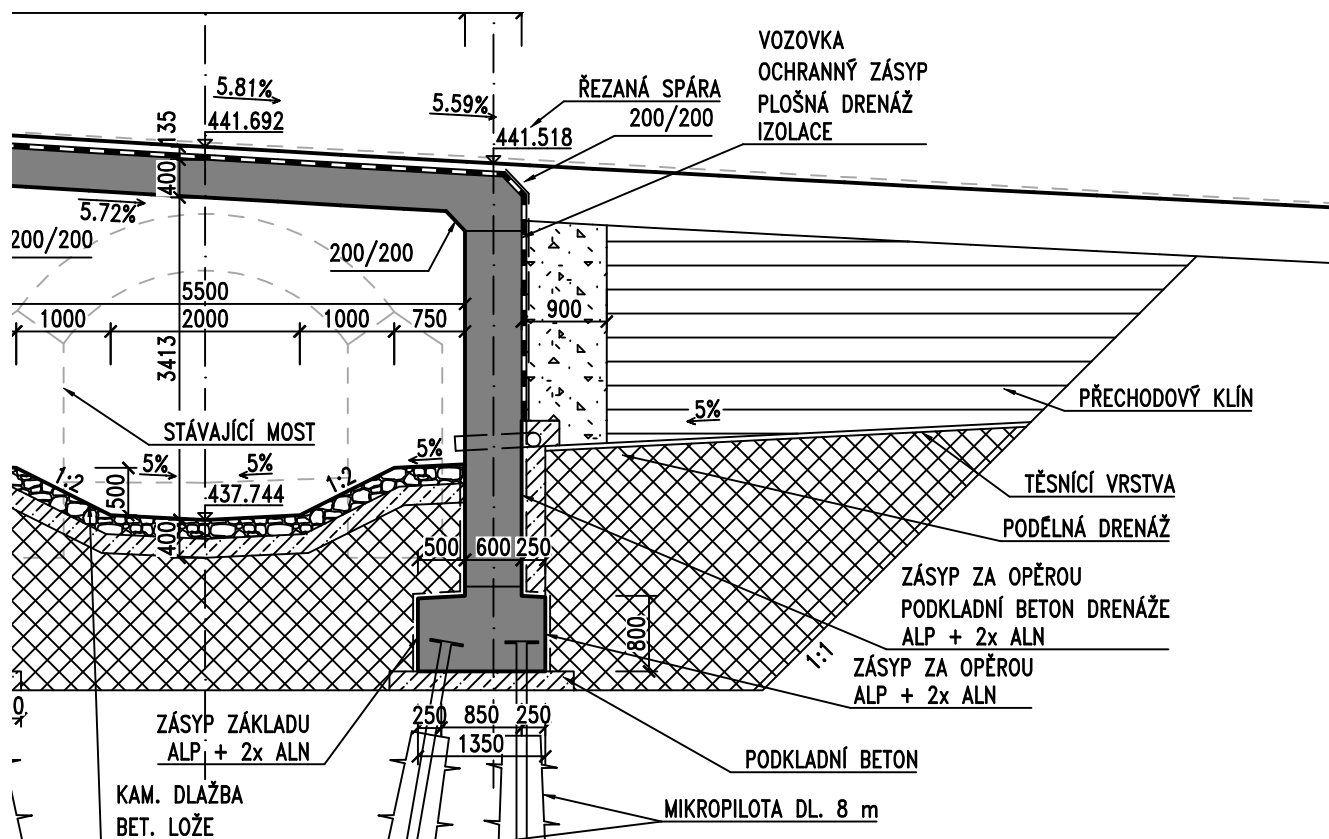 VOZOVKA
OCHRANNÝ ZÁSYP
PLOŠNÁ DRENÁŽ
IZOLACE
ŘEZANÁ SPÁRA
200/200
5.81%
441.692
5.59%
441.518
135
400
5.72%
200/200
200/200
5500
1000
2000
1000
750
900
3413
PŘECHODOVÝ KLÍN
STÁVAJÍCÍ MOST
5%
5%
5%
5%
1:2
1:2
500
437.744
400
TĚSNÍCÍ VRSTVA
PODÉLNÁ DRENÁŽ
500
600
250
ZÁSYP ZA OPĚROU
PODKLADNÍ BETON DRENÁŽE
ALP + 2x ALN
800
1:1
ZÁSYP ZA OPĚROU
ALP + 2x ALN
0
ZÁSYP ZÁKLADU
ALP + 2x ALN
250
850
250
1350
PODKLADNÍ BETON
KAM. DLAŽBA
BET. LOŽE
MIKROPILOTA DL. 8 m